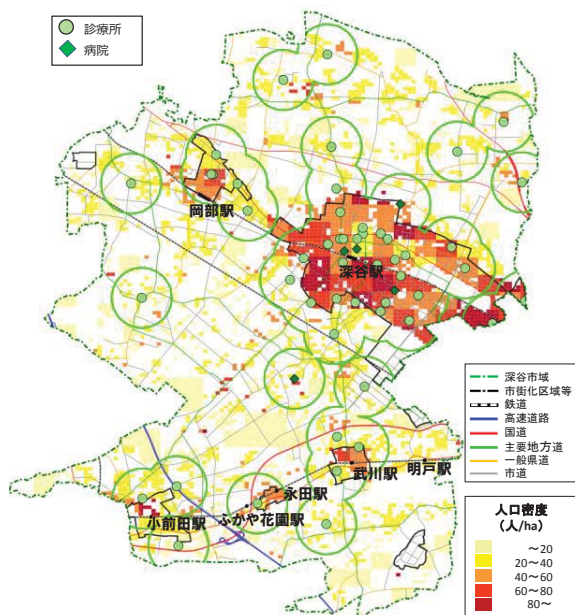 診療所
病院
岡部駅
深谷駅
武川駅
明戸駅
永田駅
ふかや花園駅
小前田駅
深谷市域
市街化区域等
鉄道
高速道路
国道
主要地方道
一般県道
市道
人口密度
(人/ha)
～20
20～40
40～60
60～80
80～